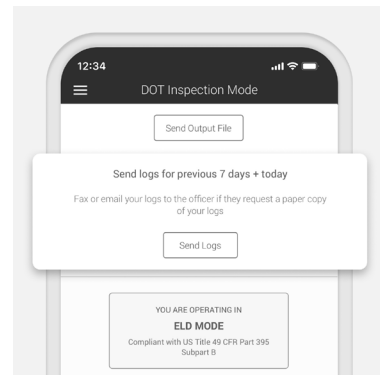 12:34
DOT Inspection Mode
Send Output File
Send logs for previous 7 days + today
Fax or email your logs to the officer if they request a paper copy
of your logs
Send Logs
YOU ARE OPERATING IN
ELD MODE
Compliant with US Title 49 CFR Part 395
Subpart B